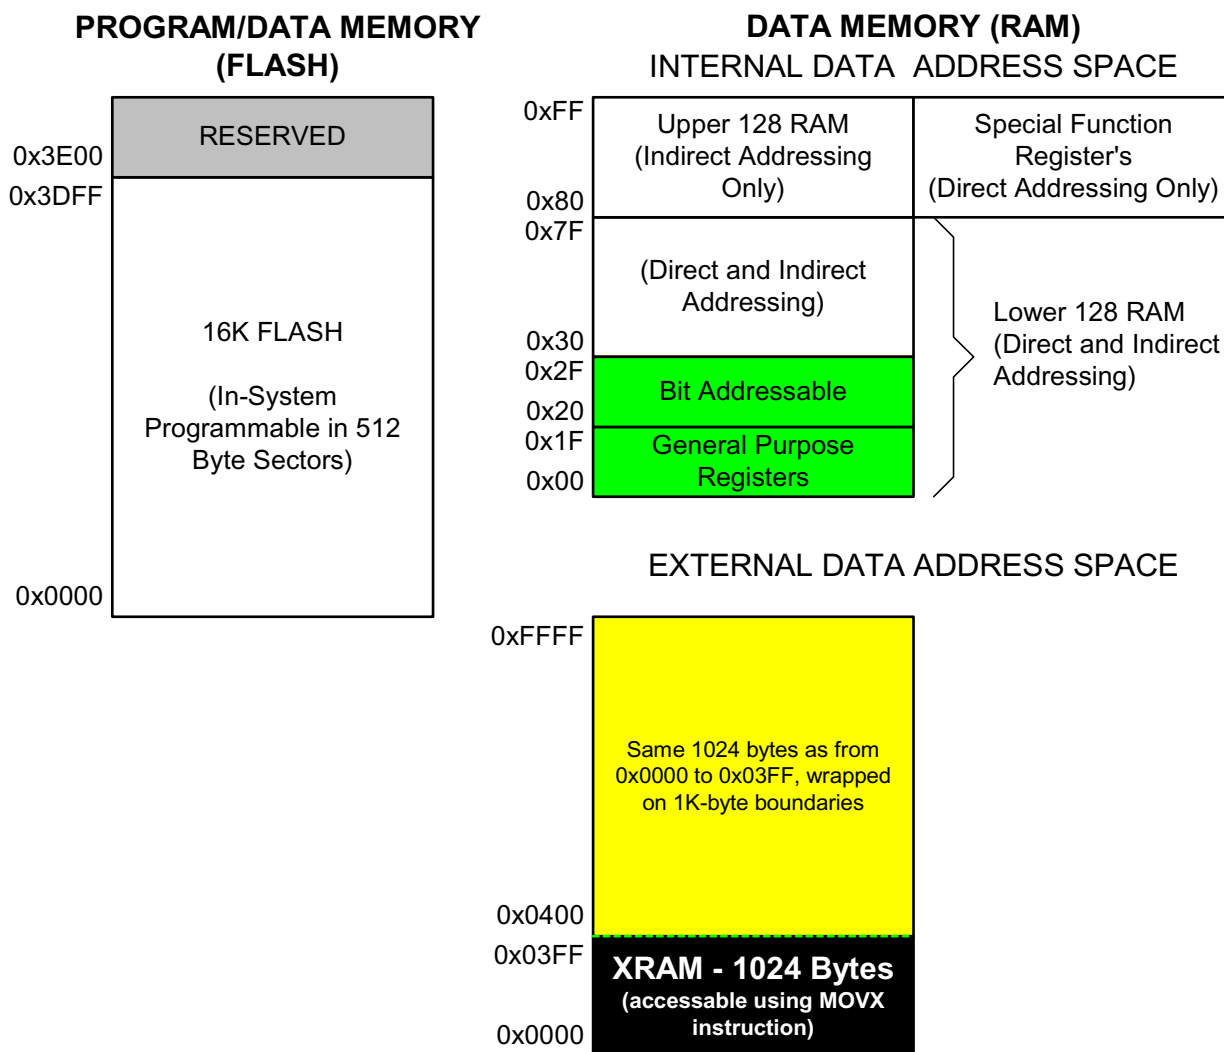 PROGRAM/DATA MEMORY
(FLASH)
RESERVED
0x3E00
0x3DFF
16K FLASH
(In-System
Programmable in 512
Byte Sectors)
0x0000
DATA MEMORY (RAM)
INTERNAL DATA ADDRESS SPACE
0xFF
Upper 128 RAM
(Indirect Addressing
Only)
0x80
Special Function
Register's
(Direct Addressing Only)
0x7F
(Direct and Indirect
Addressing)
0x30
Lower 128 RAM
(Direct and Indirect
Addressing)
0x2F
Bit Addressable
0x20
0x1F
General Purpose
Registers
0x00
EXTERNAL DATA ADDRESS SPACE
0xFFFF
Same 1024 bytes as from
0x0000 to 0x03FF, wrapped
on 1K-byte boundaries
0x0400
0x03FF
XRAM - 1024 Bytes
(accessable using MOVX
instruction)
0x0000